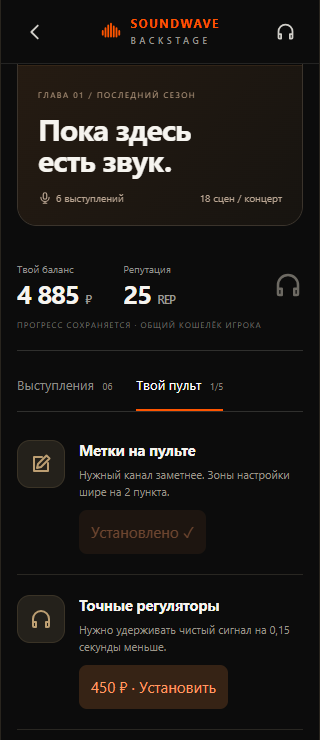 SOUNDWAVE
BACKSTAGE
ГЛАВА 01 / ПОСЛЕДНИЙ СЕЗОН
Пока здесь
есть звук.
6 выступлений 18 сцен / концерт
Твой баланс Репутация
4 885 ₽ 25 REP
ПРОГРЕСС СОХРАНЯЕТСЯ · ОБЩИЙ КОШЕЛЁК ИГРОКА
Выступления 06 Твой пульт 1/5
Метки на пульте
Нужный канал заметнее. Зоны настройки
шире на 2 пункта.
Установлено ✓
Точные регуляторы
Нужно удерживать чистый сигнал на 0,15
секунды меньше.
450 ₽ · Установить